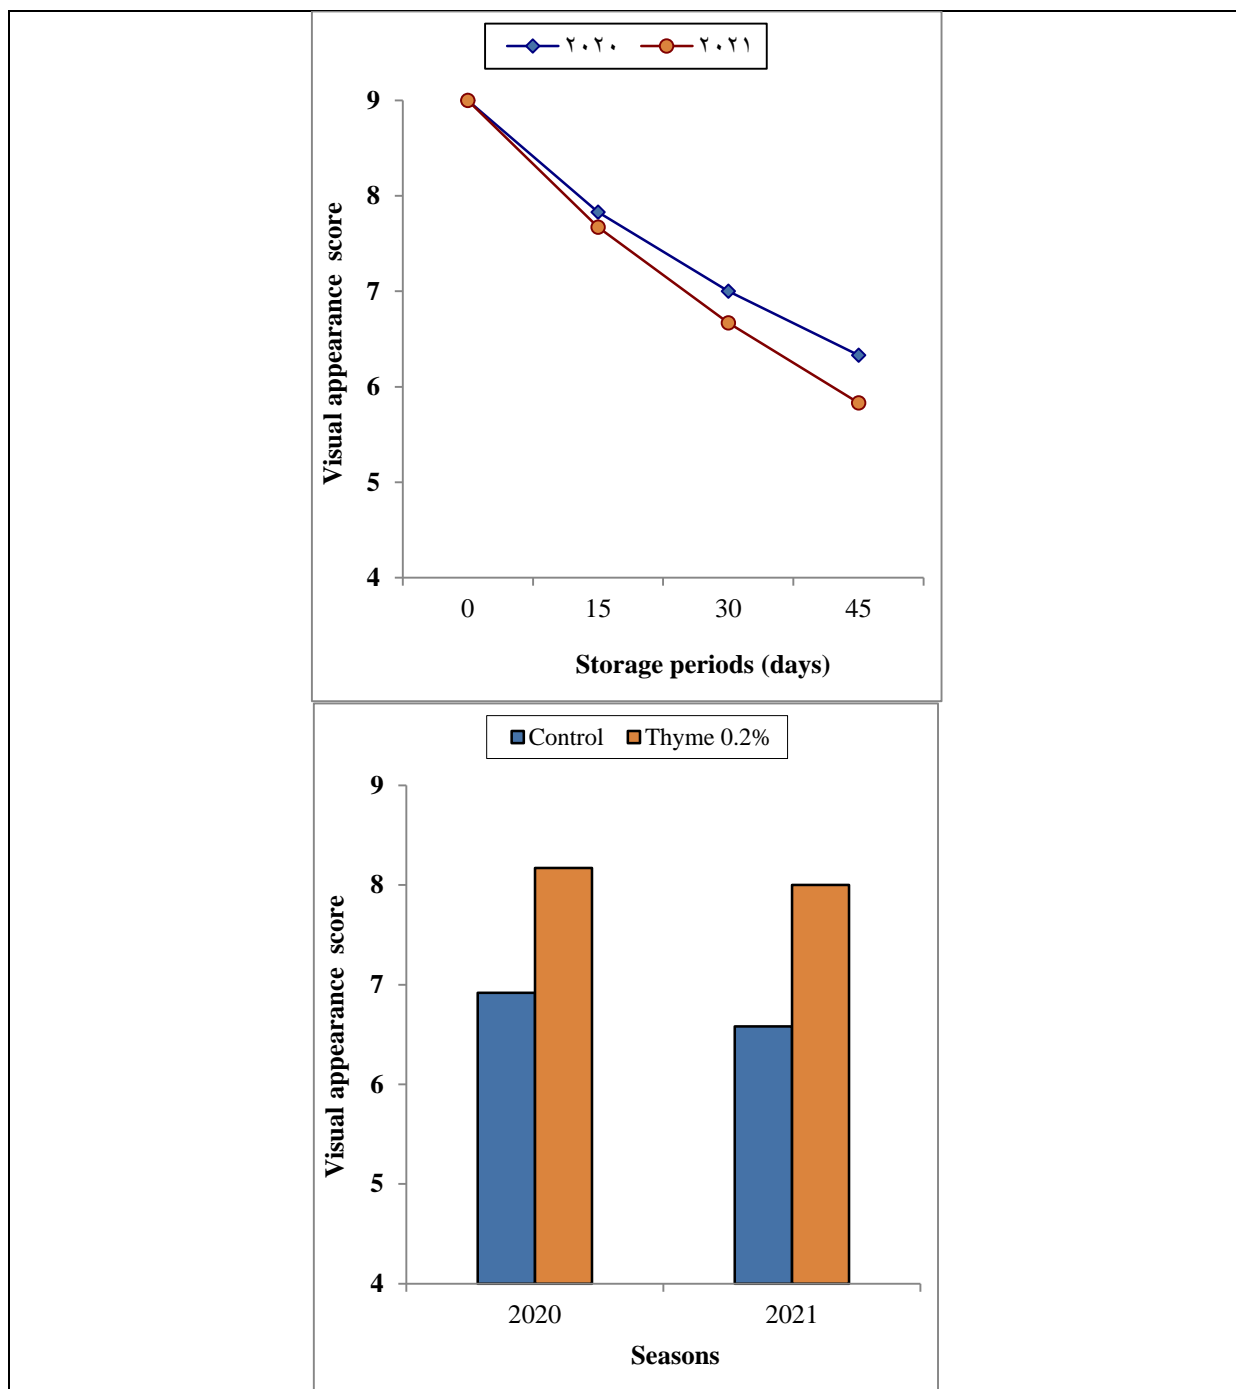 ٢٠٢٠ ٢٠٢١
9
8
7
6
5
4
Visual appearance score
0 15 30 45
Storage periods (days)
Control Thyme 0.2%
9
8
7
6
5
4
Visual appearance score
2020 2021
Seasons